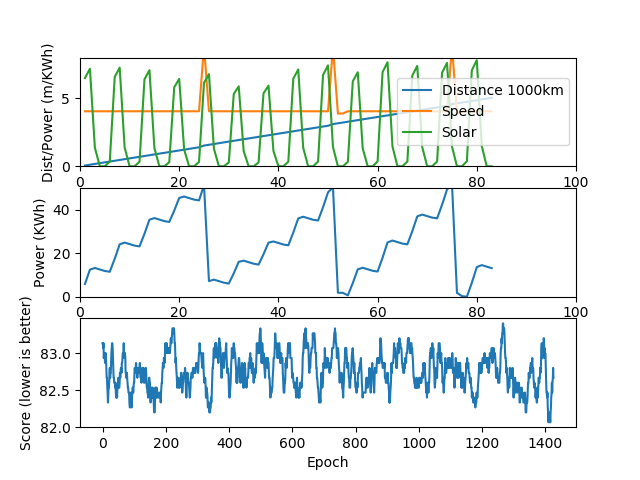 Dist/Power (m/KWh)
5
0
Distance 1000km
Speed
Solar
0 20 40 60 80 100
Power (KWh)
40
20
0
0 20 40 60 80 100
Score (lower is better)
83.0
82.5
82.0
0 200 400 600 800 1000 1200 1400
Epoch